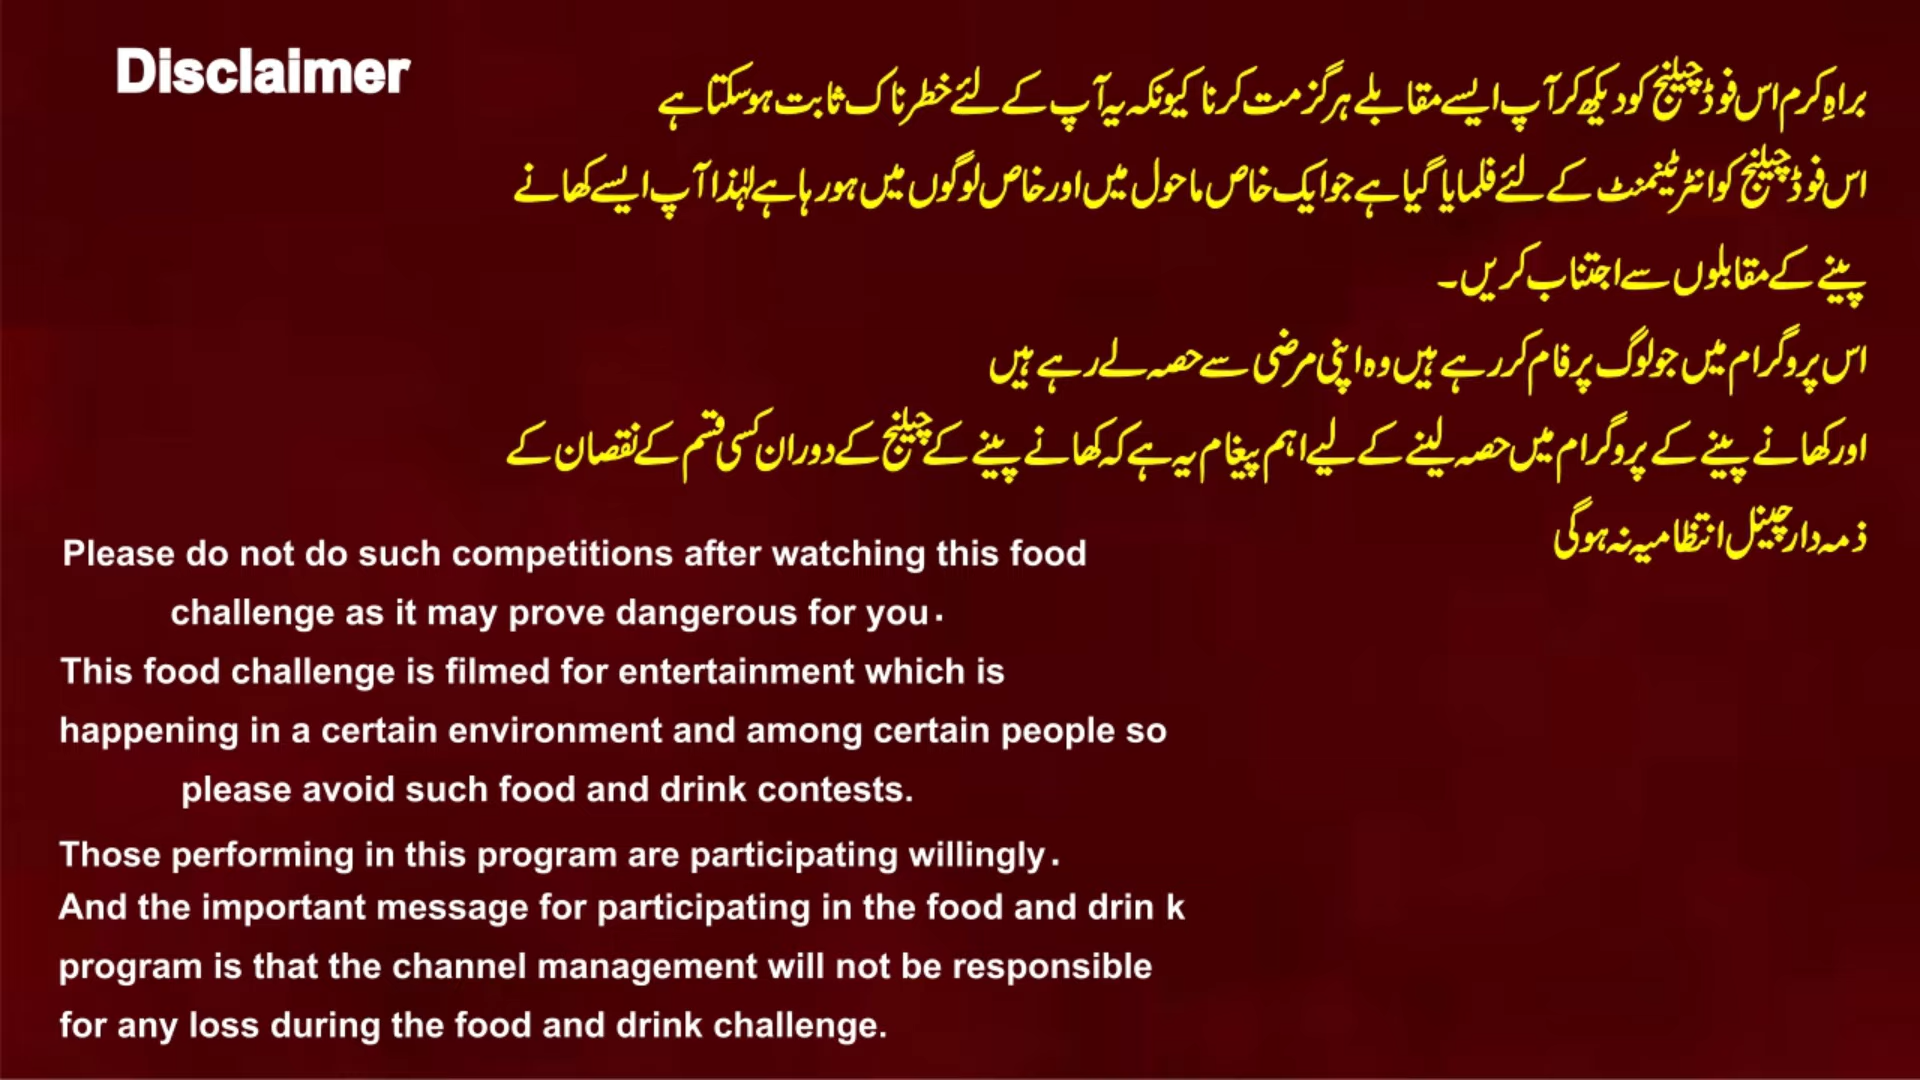 Disclaimer
براہِ کرم اس فوڈ چیلنج کو دیکھ کر آپ ایسے مقابلے ہرگز مت کرنا کیونکہ یہ آپ کے لئے خطرناک ثابت ہوسکتا ہے
اس فوڈ چیلنج کو انٹرٹینمنٹ کے لئے فلمایا گیا ہے جو ایک خاص ماحول میں اور خاص لوگوں میں ہو رہا ہے لہٰذا آپ ایسے کھانے
پینے کے مقابلوں سے اجتناب کریں۔
اس پروگرام میں جو لوگ پرفام کر رہے ہیں وہ اپنی مرضی سے حصہ لے رہے ہیں
اور کھانے پینے کے پروگرام میں حصہ لینے کے لیے اہم پیغام یہ ہے کہ کھانے پینے کے چیلنج کے دوران کسی قسم کے نقصان کے
ذمہ دار چینل انتظامیہ نہ ہوگی
Please do not do such competitions after watching this food
challenge as it may prove dangerous for you.
This food challenge is filmed for entertainment which is
happening in a certain environment and among certain people so
please avoid such food and drink contests.
Those performing in this program are participating willingly.
And the important message for participating in the food and drin k
program is that the channel management will not be responsible
for any loss during the food and drink challenge.